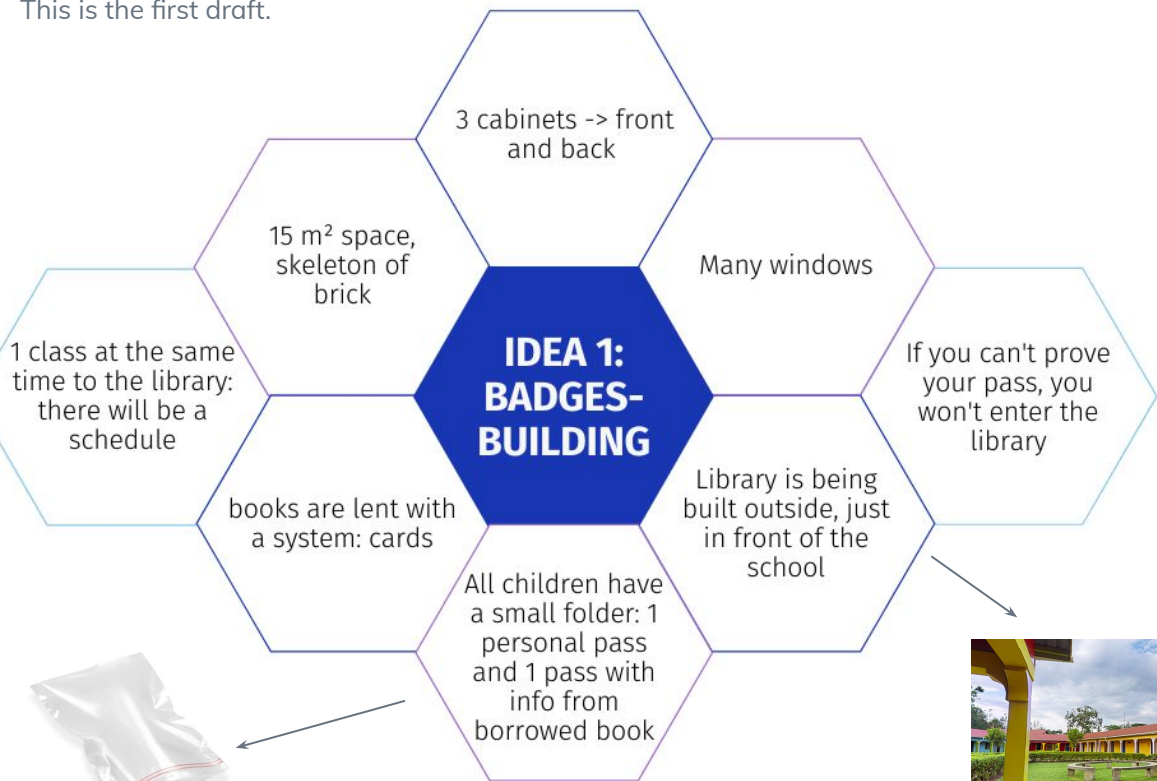 This is the first draft.
3 cabinets -> front
and back
15 m² space,
skeleton of
brick
Many windows
1 class at the same
time to the library:
there will be a
schedule
IDEA 1:
BADGES-
BUILDING
If you can't prove
your pass, you
won't enter the
library
books are lent with
a system: cards
Library is being
built outside, just
in front of the
school
All children have
a small folder: 1
personal pass
and 1 pass with
info from
borrowed book